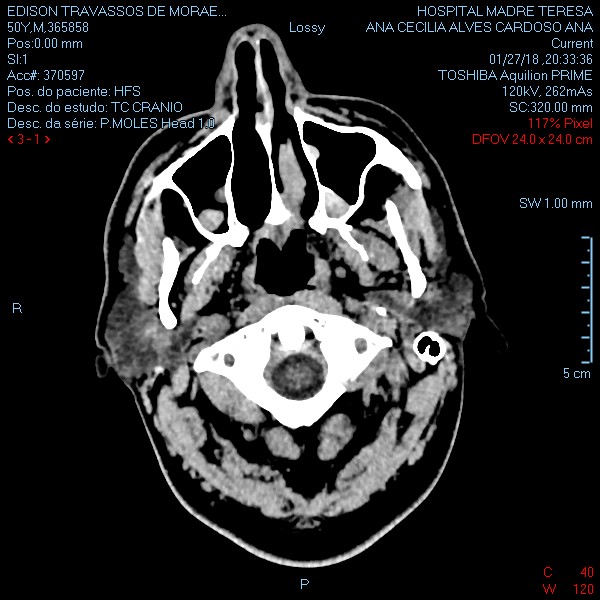 EDISON TRAVASSOS DE MORAE...
50Y,M,365858
Pos:0.00 mm
SI:1
Acc#: 370597
Pos. do paciente: HFS
Desc. do estudo: TC CRANIO
Desc. da série: P.MOLES Head 1.0
< 3 - 1 >
Lossy
HOSPITAL MADRE TERESA
ANA CECILIA ALVES CARDOSO ANA
Current
01/27/18 ,20:33:36
TOSHIBA Aquilion PRIME
120kV, 262mAs
SC:320.00 mm
117% Pixel
DFOV 24.0 x 24.0 cm
SW 1.00 mm
R
5 cm
P
C 40
W 120